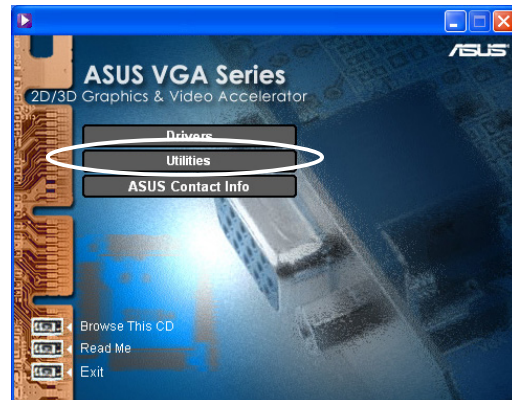 ASUS
ASUS VGA Series
2D/3D Graphics & Video Accelerator
Drivers
Utilities
ASUS Contact Info
Browse This CD
Read Me
Exit